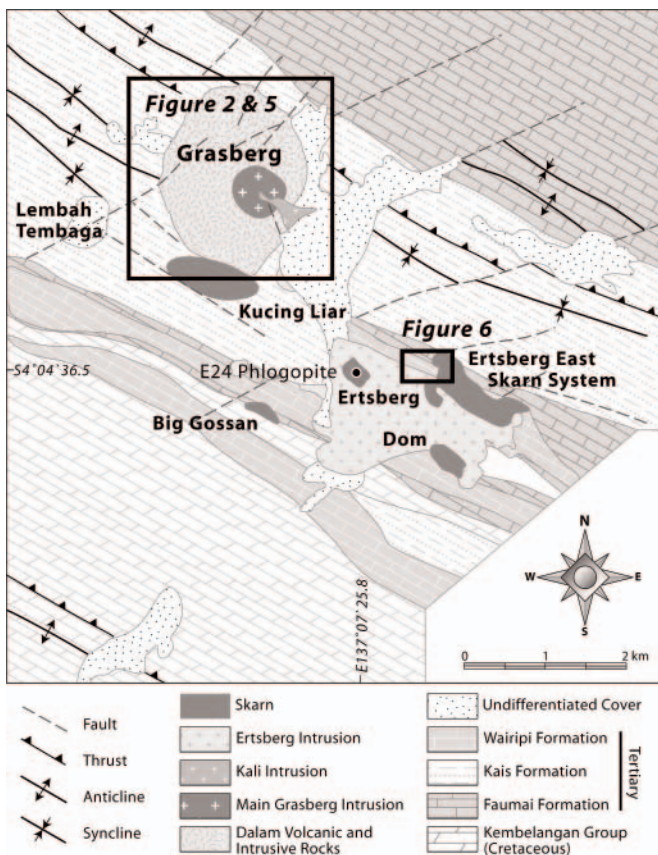 Figure 2 & 5
Grasberg
Lembah
Tembaga
Kucing Liar
Figure 6
S4°04'36.5
E24 Phlogopite
Ertsberg East
Skarn System
Ertsberg
Big Gossan
Dom
N
W
E
S
E137°07'25.8
0 1 2 km
Fault
Thrust
Anticline
Syncline
Skarn
Ertsberg Intrusion
Kali Intrusion
Main Grasberg Intrusion
Dalam Volcanic and
Intrusive Rocks
Undifferentiated Cover
Wairipi Formation
Kais Formation
Faumai Formation
Kembelangan Group
(Cretaceous)
Tertiary